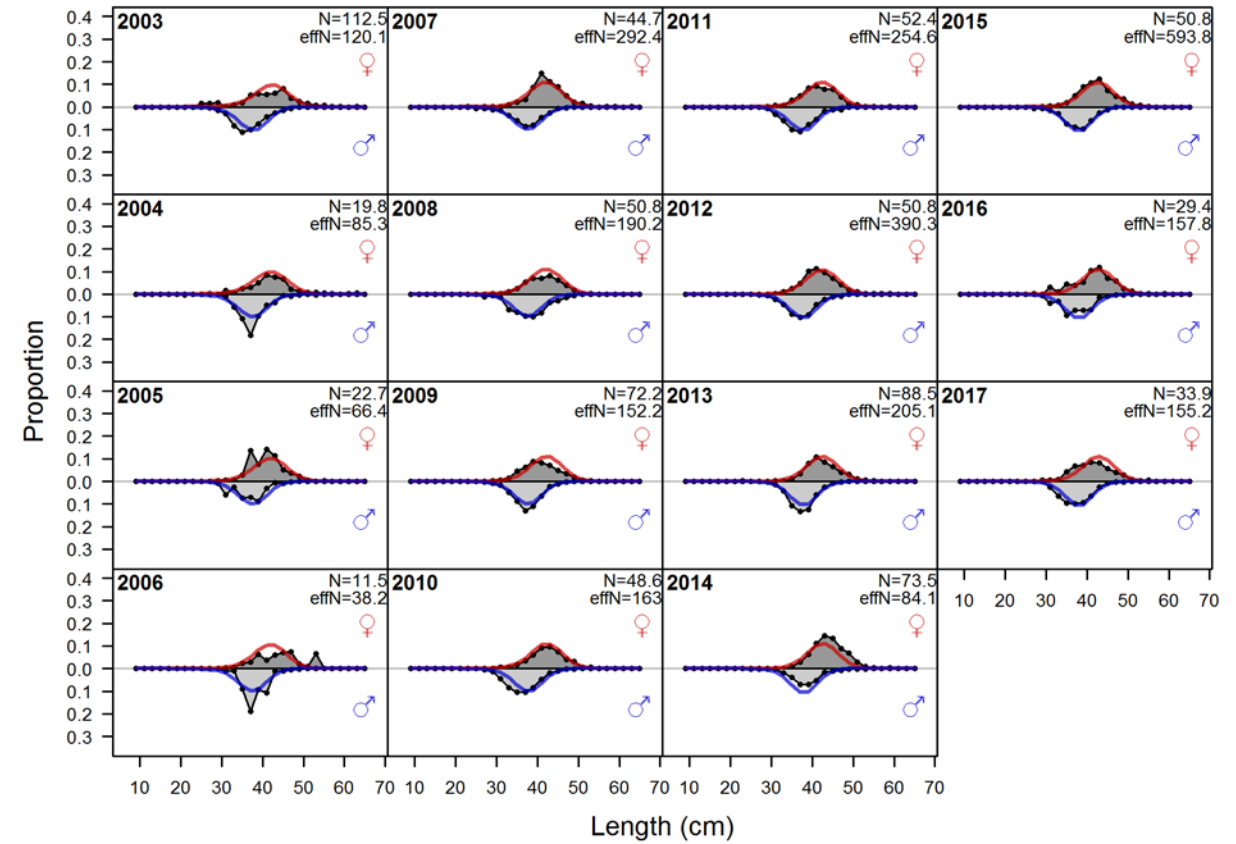 Proportion
0.4
0.3
0.2
0.1
0.0
0.1
0.2
0.3
2003
N=112.5
effN=120.1
♀
♂
2007
N=44.7
effN=292.4
♀
♂
2011
N=52.4
effN=254.6
♀
♂
2015
N=50.8
effN=593.8
♀
♂
0.4
0.3
0.2
0.1
0.0
0.1
0.2
0.3
2004
N=19.8
effN=85.3
♀
♂
2008
N=50.8
effN=190.2
♀
♂
2012
N=50.8
effN=390.3
♀
♂
2016
N=29.4
effN=157.8
♀
♂
0.4
0.3
0.2
0.1
0.0
0.1
0.2
0.3
2005
N=22.7
effN=66.4
♀
♂
2009
N=72.2
effN=152.2
♀
♂
2013
N=88.5
effN=205.1
♀
♂
2017
N=33.9
effN=155.2
♀
♂
10 20 30 40 50 60 70
0.4
0.3
0.2
0.1
0.0
0.1
0.2
0.3
2006
N=11.5
effN=38.2
♀
♂
2010
N=48.6
effN=163
♀
♂
2014
N=73.5
effN=84.1
♀
♂
10 20 30 40 50 60 70 10 20 30 40 50 60 70 10 20 30 40 50 60 70
Length (cm)